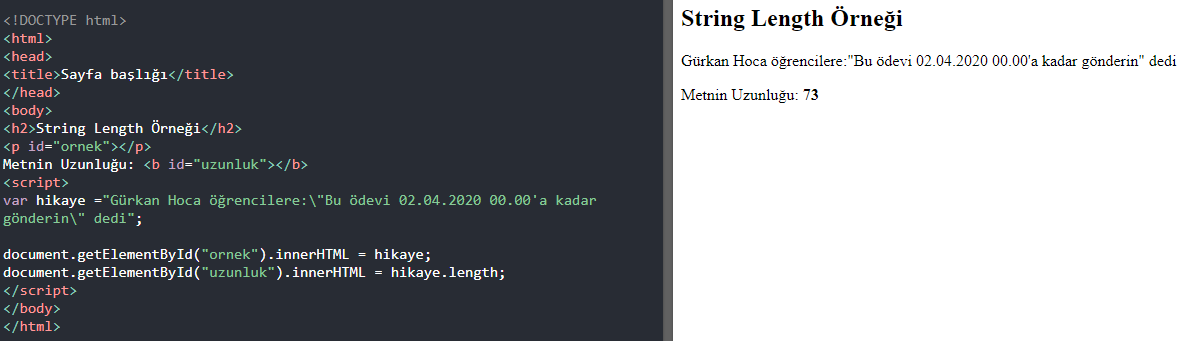 <!DOCTYPE html>
<html>
<head>
<title>Sayfa başlığı</title>
</head>
<body>
<h2>String Length Örneği</h2>
<p id="ornek"></p>
Metnin Uzunluğu: <b id="uzunluk"></b>
<script>
var hikaye ="Gürkan Hoca öğrencilere:\"Bu ödevi 02.04.2020 00.00'a kadar
gönderin\" dedi";
document.getElementById("ornek").innerHTML = hikaye;
document.getElementById("uzunluk").innerHTML = hikaye.length;
</script>
</body>
</html>
String Length Örneği
Gürkan Hoca öğrencilere:"Bu ödevi 02.04.2020 00.00'a kadar gönderin" dedi
Metnin Uzunluğu: 73